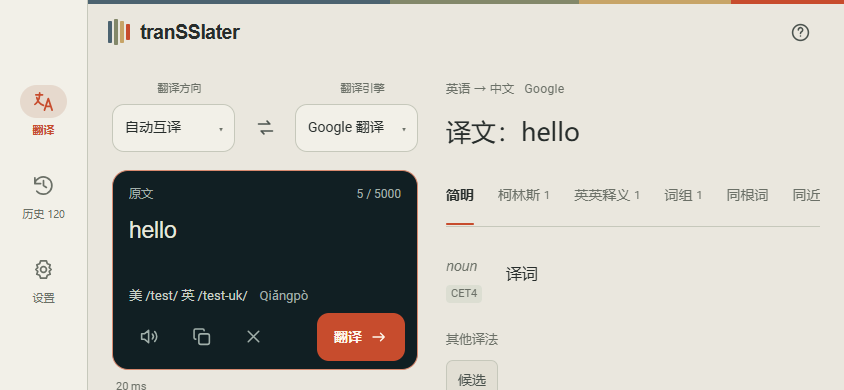 tranSSlater
翻译
历史 120
设置
翻译方向
翻译引擎
自动互译
Google 翻译
原文
5 / 5000
hello
美 /test/ 英 /test-uk/ Qiǎngpò
翻译 →
20 ms
英语 → 中文 Google
译文：hello
简明 柯林斯 1 英英释义 1 词组 1 同根词 同近
noun
译词
CET4
其他译法
候选